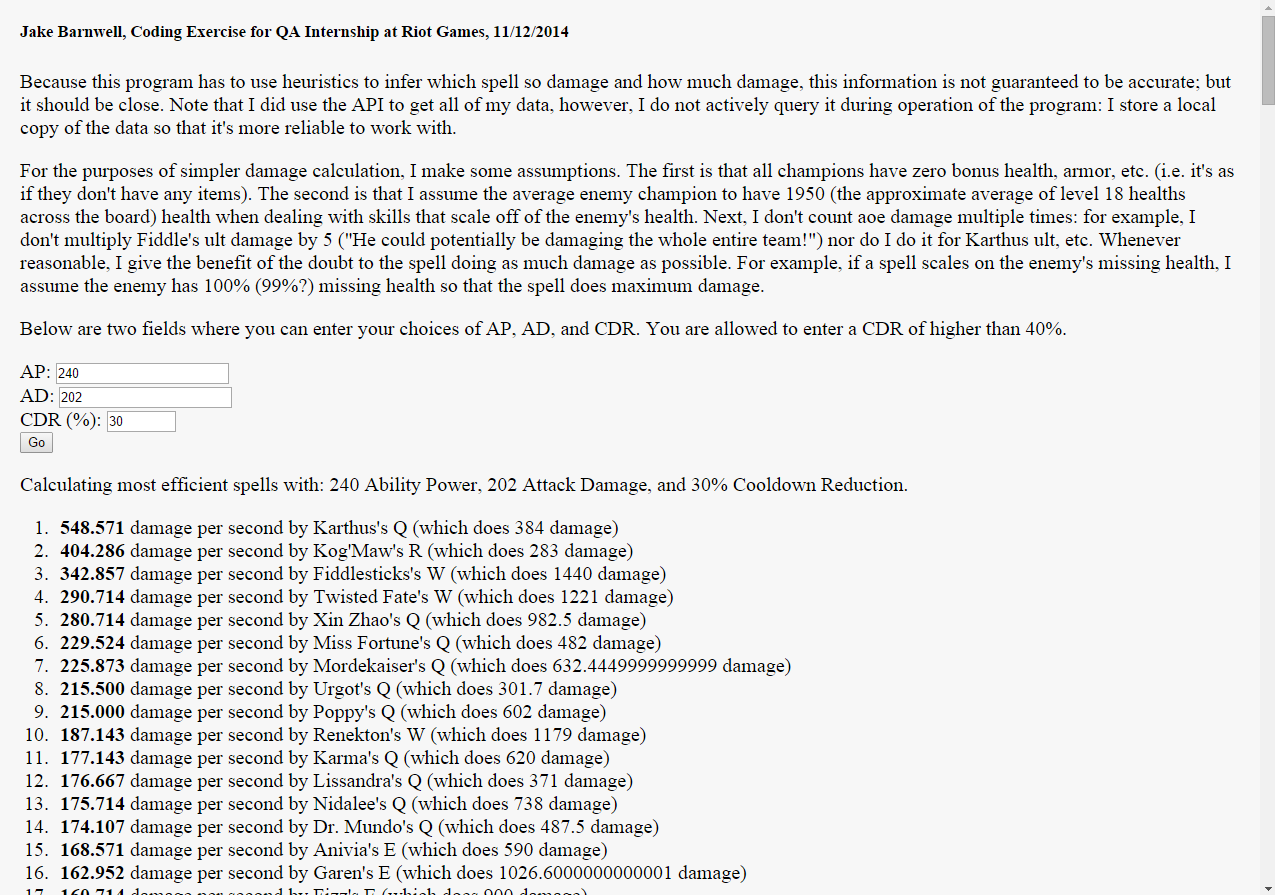 Jake Barnwell, Coding Exercise for QA Internship at Riot Games, 11/12/2014
Because this program has to use heuristics to infer which spell so damage and how much damage, this information is not guaranteed to be accurate; but
it should be close. Note that I did use the API to get all of my data, however, I do not actively query it during operation of the program: I store a local
copy of the data so that it's more reliable to work with.
For the purposes of simpler damage calculation, I make some assumptions. The first is that all champions have zero bonus health, armor, etc. (i.e. it's as
if they don't have any items). The second is that I assume the average enemy champion to have 1950 (the approximate average of level 18 healths
across the board) health when dealing with skills that scale off of the enemy's health. Next, I don't count aoe damage multiple times: for example, I
don't multiply Fiddle's ult damage by 5 ("He could potentially be damaging the whole entire team!") nor do I do it for Karthus ult, etc. Whenever
reasonable, I give the benefit of the doubt to the spell doing as much damage as possible. For example, if a spell scales on the enemy's missing health, I
assume the enemy has 100% (99%?) missing health so that the spell does maximum damage.
Below are two fields where you can enter your choices of AP, AD, and CDR. You are allowed to enter a CDR of higher than 40%.
AP: 240
AD: 202
CDR (%): 30
Go
Calculating most efficient spells with: 240 Ability Power, 202 Attack Damage, and 30% Cooldown Reduction.
1. 548.571 damage per second by Karthus's Q (which does 384 damage)
2. 404.286 damage per second by Kog'Maw's R (which does 283 damage)
3. 342.857 damage per second by Fiddlesticks's W (which does 1440 damage)
4. 290.714 damage per second by Twisted Fate's W (which does 1221 damage)
5. 280.714 damage per second by Xin Zhao's Q (which does 982.5 damage)
6. 229.524 damage per second by Miss Fortune's Q (which does 482 damage)
7. 225.873 damage per second by Mordekaiser's Q (which does 632.4449999999999 damage)
8. 215.500 damage per second by Urgot's Q (which does 301.7 damage)
9. 215.000 damage per second by Poppy's Q (which does 602 damage)
10. 187.143 damage per second by Renekton's W (which does 1179 damage)
11. 177.143 damage per second by Karma's Q (which does 620 damage)
12. 176.667 damage per second by Lissandra's Q (which does 371 damage)
13. 175.714 damage per second by Nidalee's Q (which does 738 damage)
14. 174.107 damage per second by Dr. Mundo's Q (which does 487.5 damage)
15. 168.571 damage per second by Anivia's E (which does 590 damage)
16. 162.952 damage per second by Garen's E (which does 1026.6000000000001 damage)
17. 160.714 damage per second by Fizz's E (which does 900 damage)